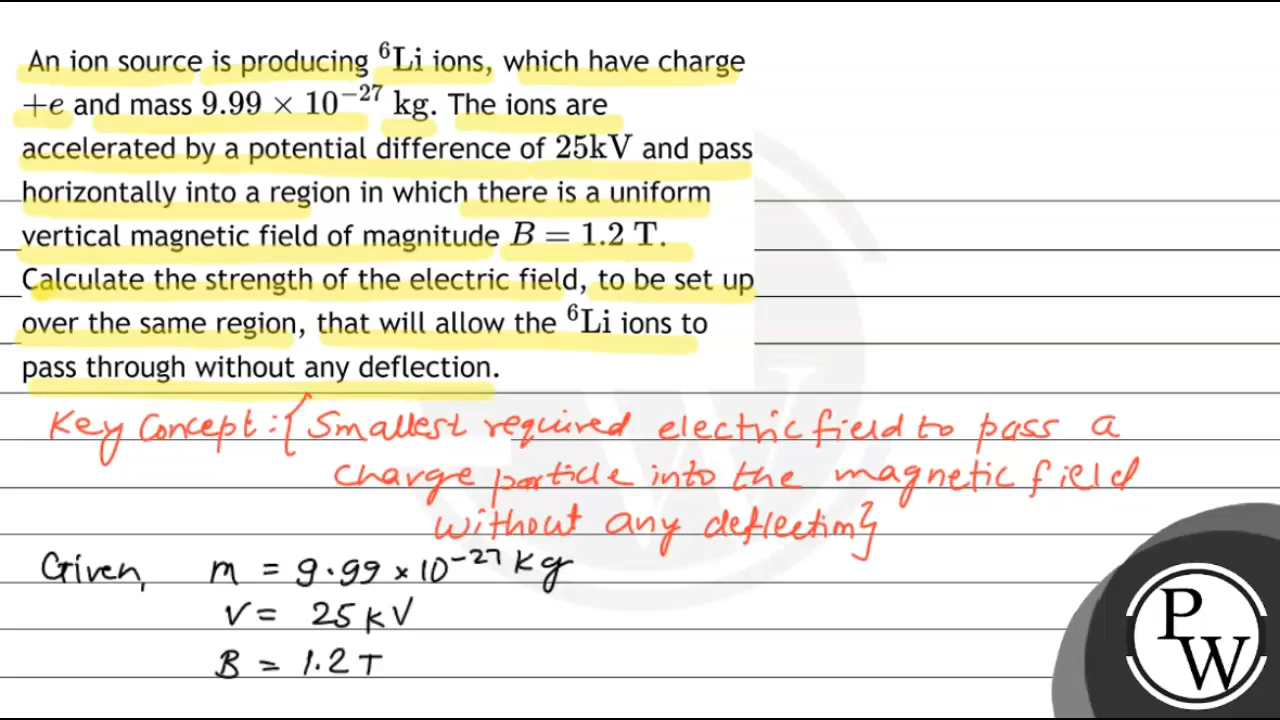 An ion source is producing ⁶Li ions, which have charge
+e and mass 9.99 × 10⁻²⁷ kg. The ions are
accelerated by a potential difference of 25kV and pass
horizontally into a region in which there is a uniform
vertical magnetic field of magnitude B = 1.2 T.
Calculate the strength of the electric field, to be set up
over the same region, that will allow the ⁶Li ions to
pass through without any deflection.
Key Concept : { Smallest required electric field to pass a
charge particle into the magnetic field
without any deflection }
Given, m = 9.99 × 10⁻²⁷ Kg
V = 25 kV
B = 1.2 T
P
W